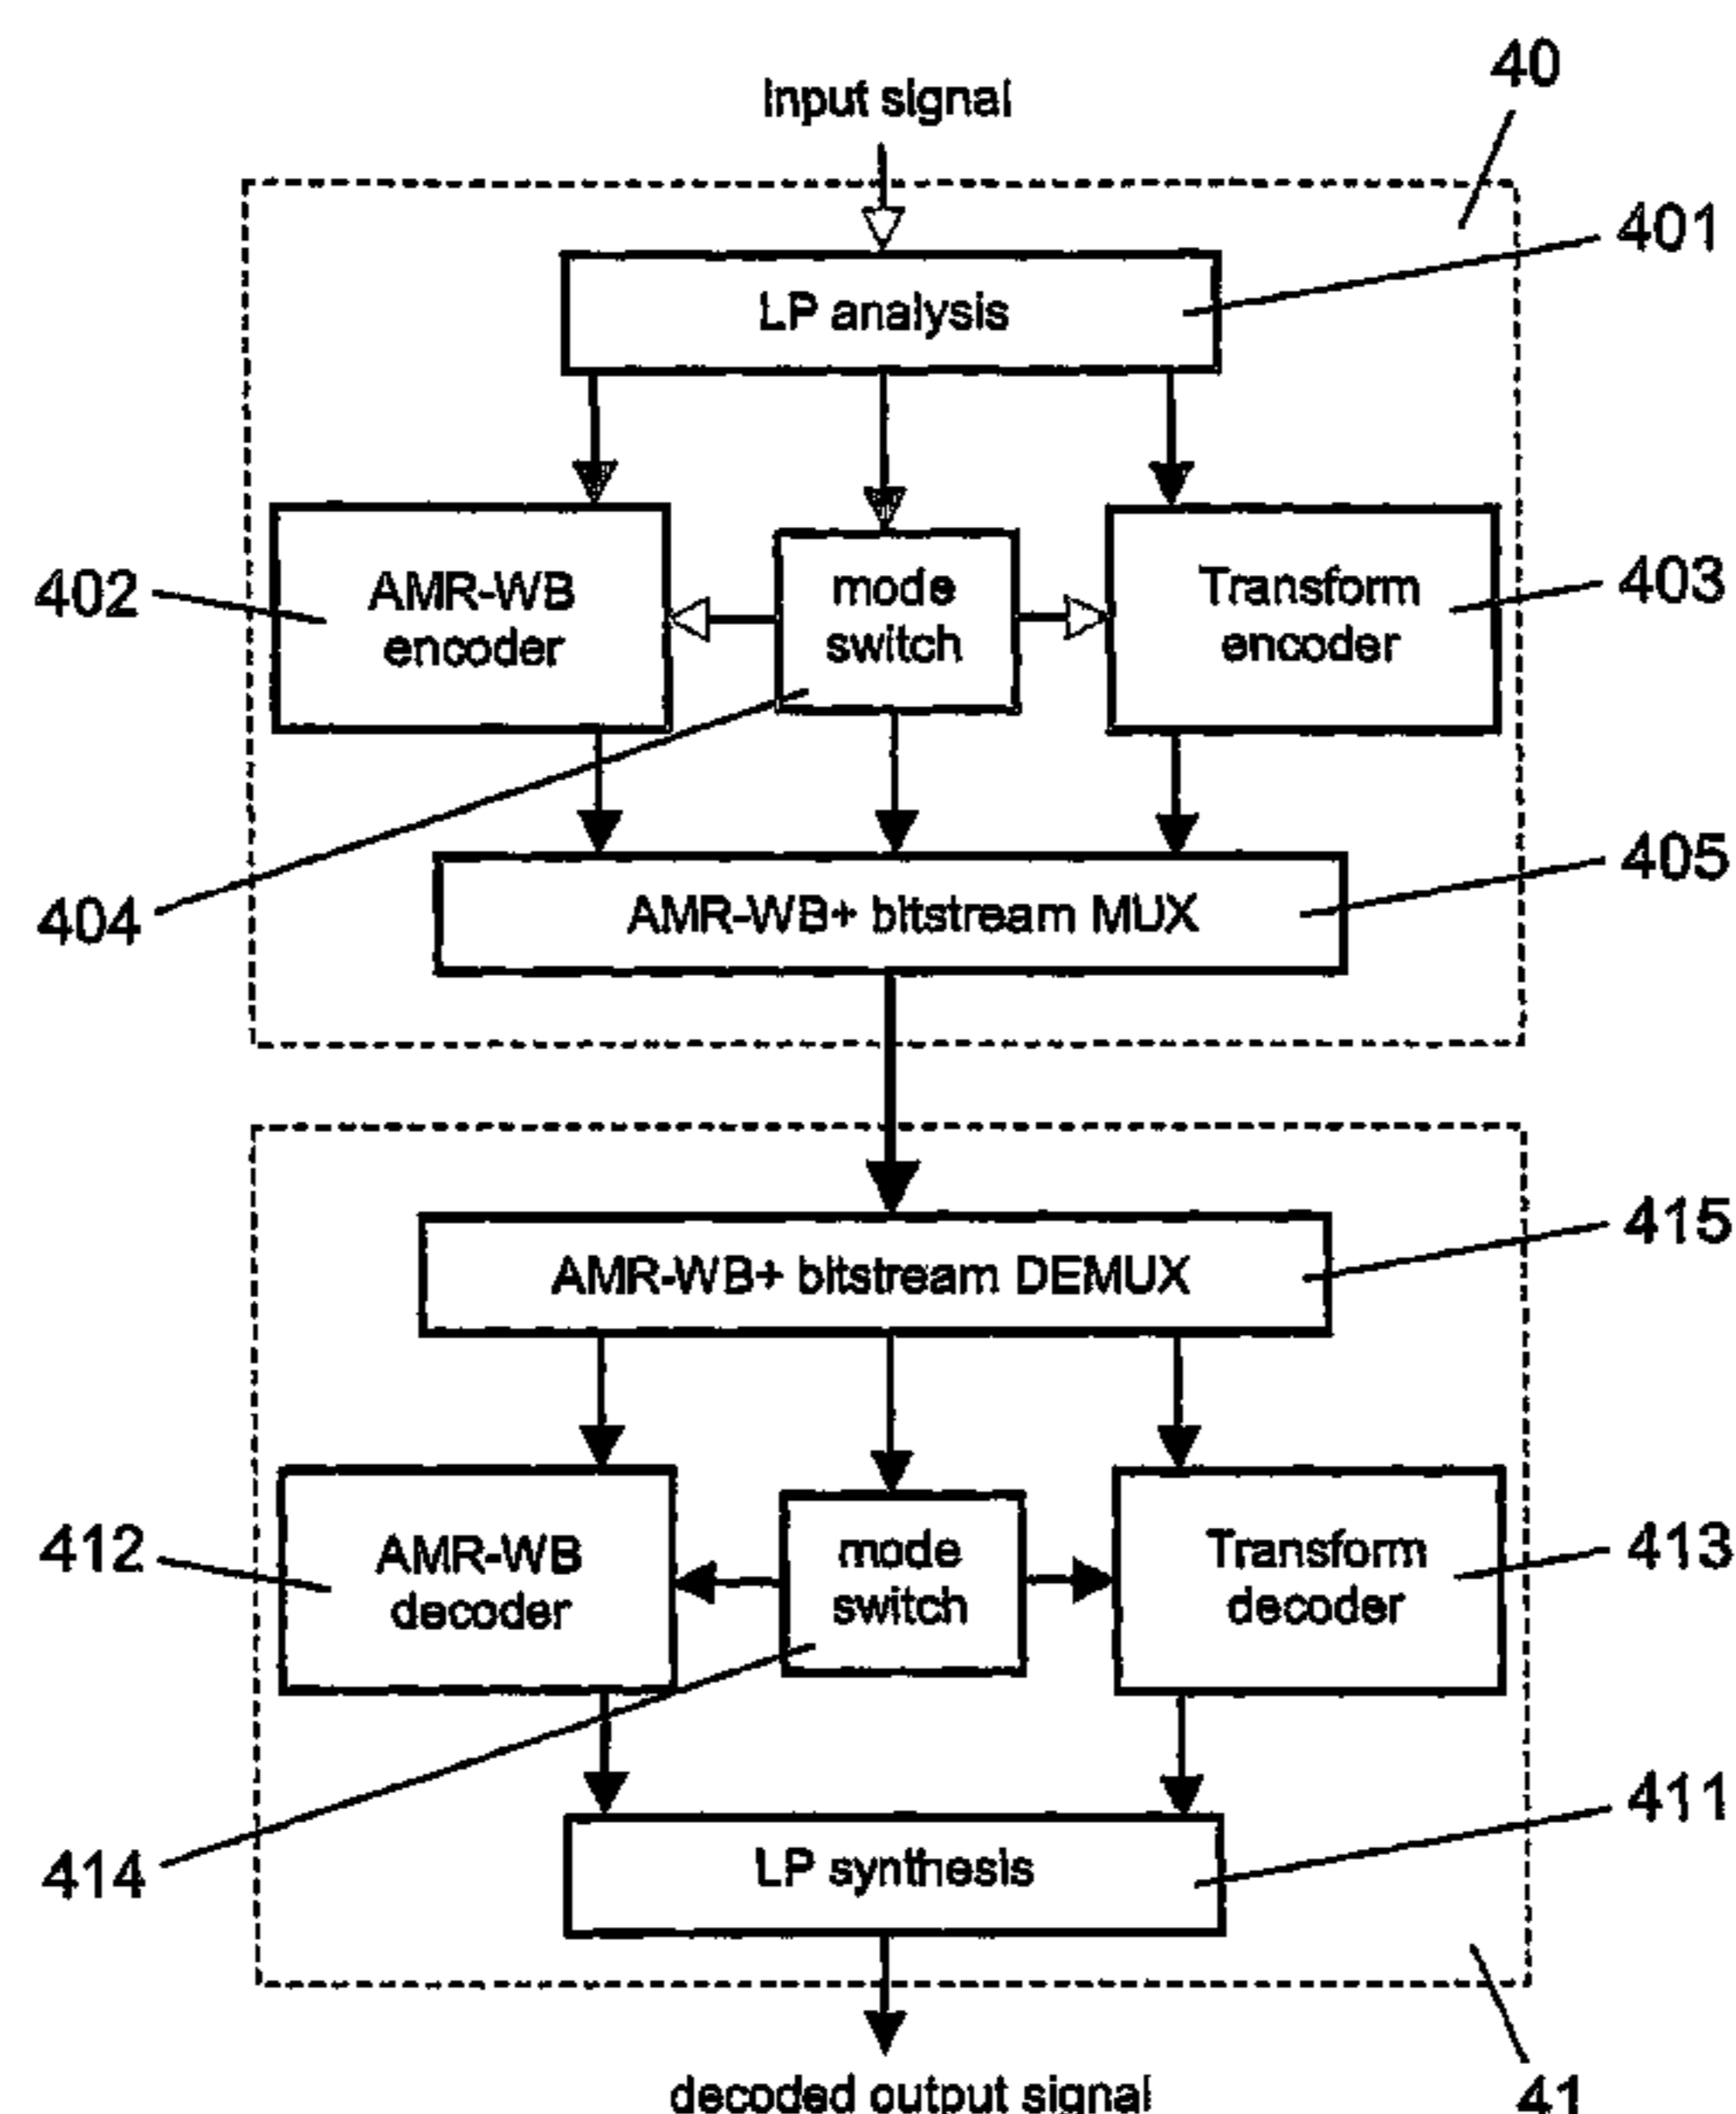 40
input signal
401
LP analysis
402
AMR-WB
encoder
mode
switch
Transform
encoder
403
404
AMR-WB+ bitstream MUX
405
AMR-WB+ bitstream DEMUX
415
412
AMR-WB
decoder
mode
switch
Transform
decoder
413
414
LP synthesis
411
decoded output signal
41